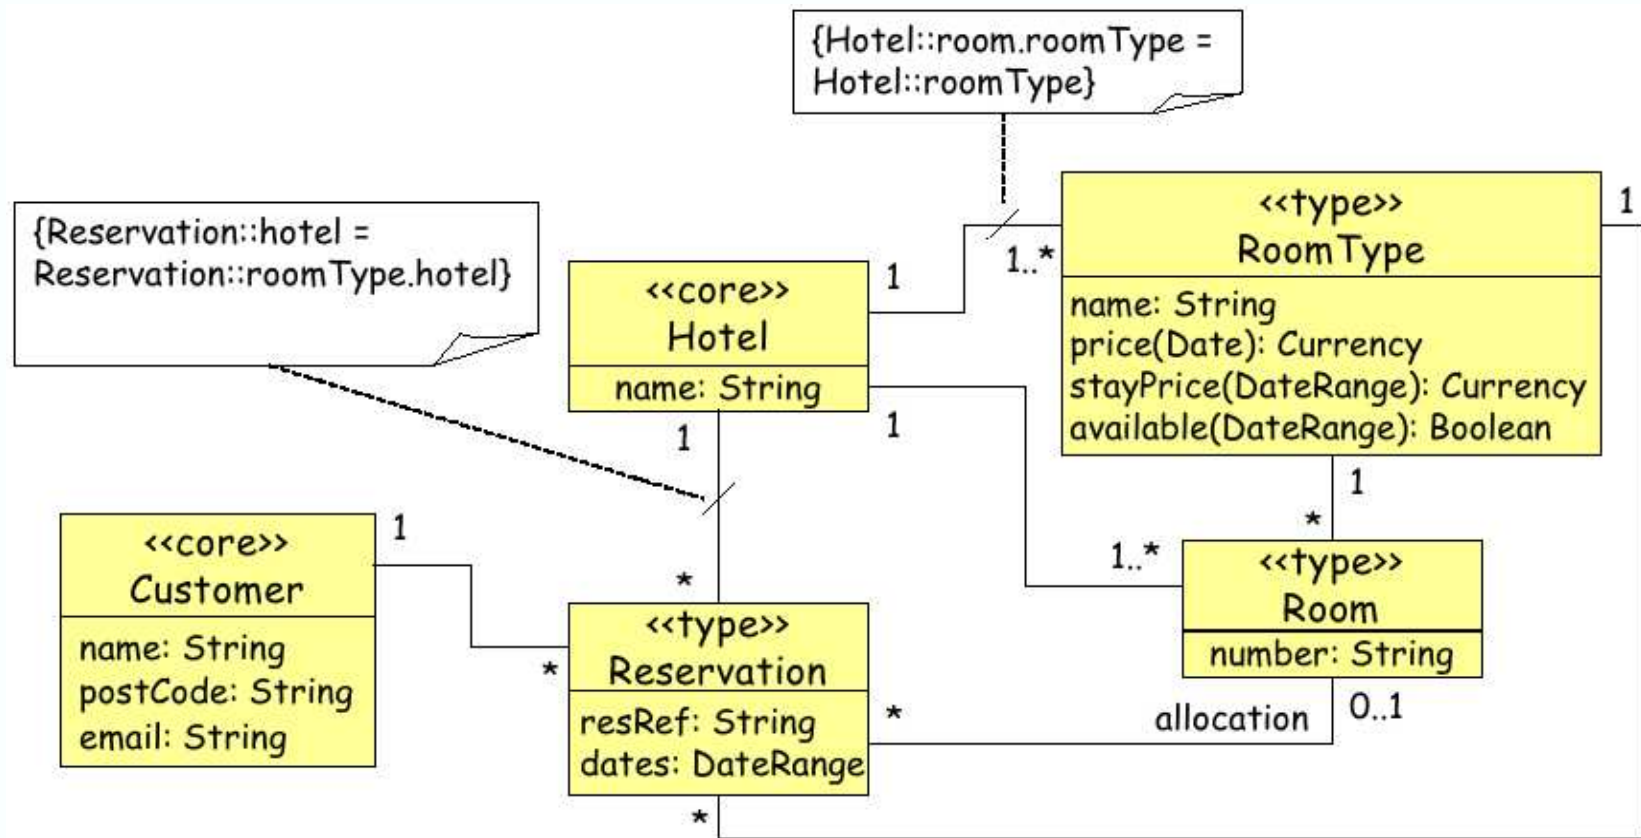 {Hotel::room.roomType =
Hotel::roomType}
{Reservation::hotel =
Reservation::roomType.hotel}
<<type>>
RoomType
name: String
price(Date): Currency
stayPrice(DateRange): Currency
available(DateRange): Boolean
1
1..*
1
<<core>>
Hotel
name: String
1
1
1
*
1..*
<<type>>
Room
number: String
0..1
allocation
<<core>>
Customer
name: String
postCode: String
email: String
1
*
*
<<type>>
Reservation
resRef: String
dates: DateRange
*
*